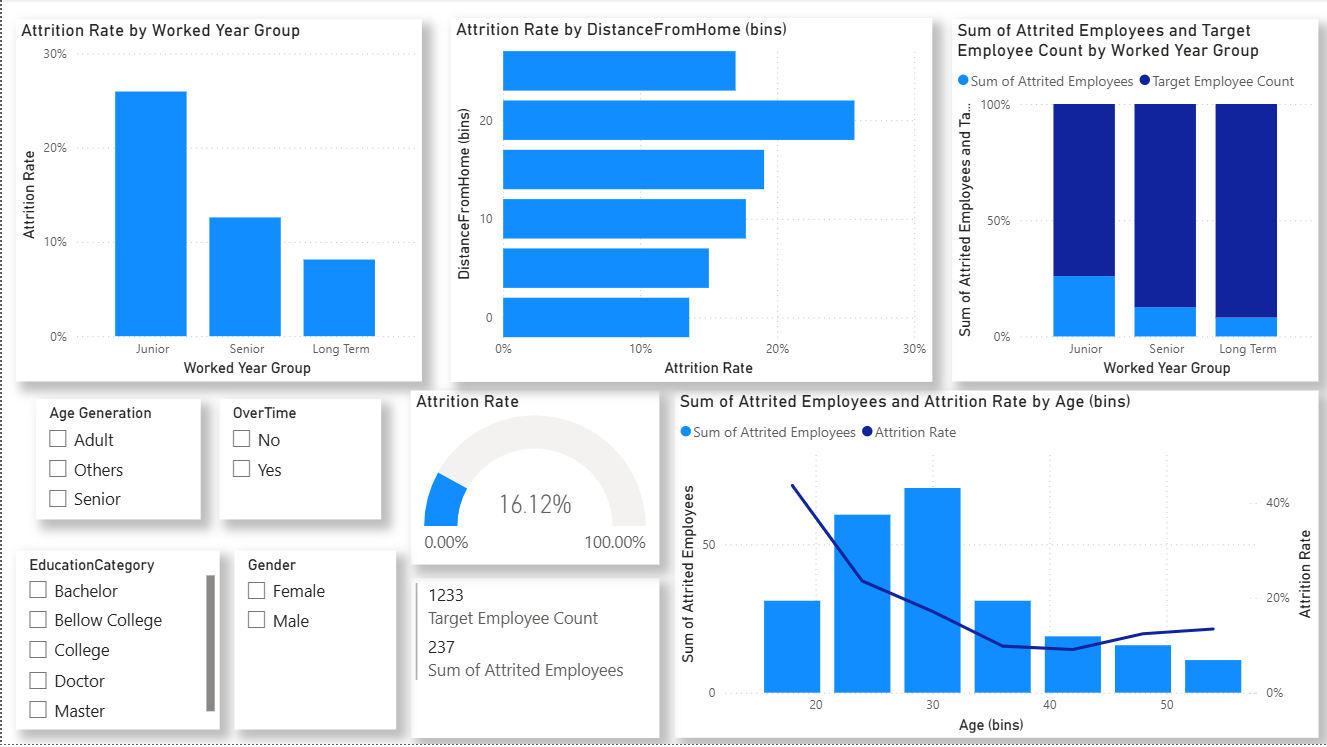 Attrition Rate by Worked Year Group
30%
20%
10%
0%
Attrition Rate
Junior
Senior
Long Term
Worked Year Group
Attrition Rate by DistanceFromHome (bins)
DistanceFromHome (bins)
20
10
0
0%
10%
20%
30%
Attrition Rate
Sum of Attrited Employees and Target
Employee Count by Worked Year Group
Sum of Attrited Employees
Target Employee Count
Sum of Attrited Employees and Ta...
100%
50%
0%
Junior
Senior
Long Term
Worked Year Group
Age Generation
Adult
Others
Senior
OverTime
No
Yes
EducationCategory
Bachelor
Bellow College
College
Doctor
Master
Gender
Female
Male
Attrition Rate
16.12%
0.00%
100.00%
1233
Target Employee Count
237
Sum of Attrited Employees
Sum of Attrited Employees and Attrition Rate by Age (bins)
Sum of Attrited Employees
Attrition Rate
Sum of Attrited Employees
50
0
20
30
40
50
Age (bins)
40%
20%
0%
Attrition Rate